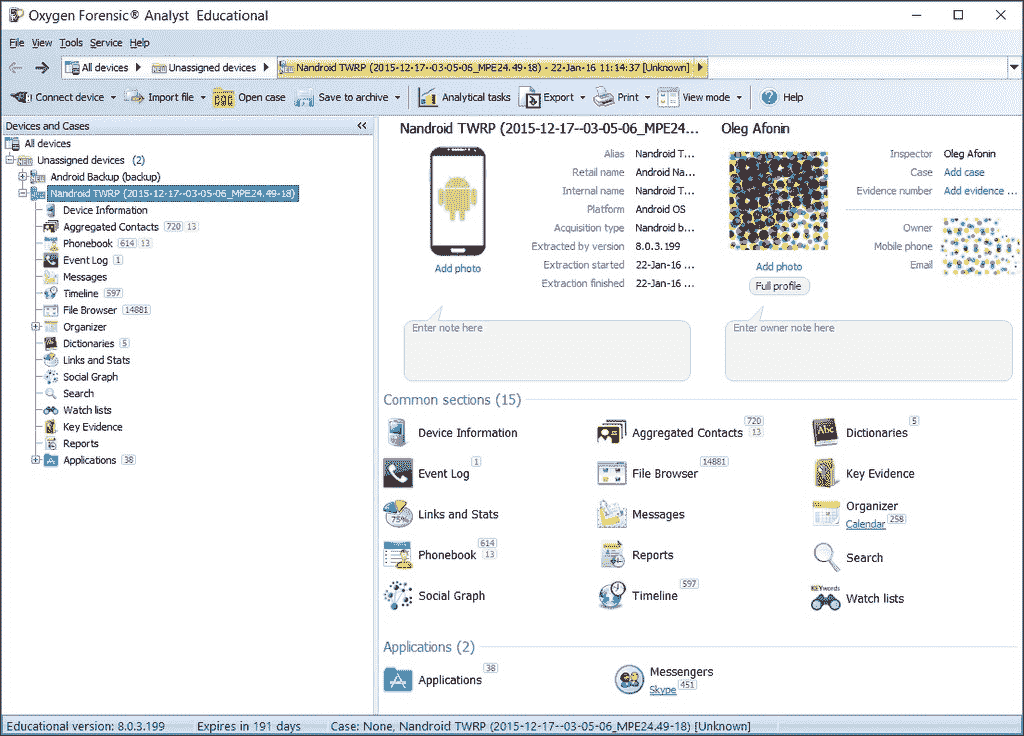 Oxygen Forensic® Analyst Educational
File View Tools Service Help
All devices Unassigned devices Nandroid TWRP (2015-12-17--03-05-06_MPE24.49-18) - 22-Jan-16 11:14:37 [Unknown]
Connect device Import file Open case Save to archive Analytical tasks Export Print View mode Help
Devices and Cases
All devices
Unassigned devices (2)
Android Backup (backup)
Nandroid TWRP (2015-12-17--03-05-06_MPE24.49-18)
Device Information
Aggregated Contacts 720 13
Phonebook 614 13
Event Log 1
Messages
Timeline 597
File Browser 14881
Organizer
Dictionaries 5
Links and Stats
Social Graph
Search
Watch lists
Key Evidence
Reports
Applications 38
Nandroid TWRP (2015-12-17--03-05-06_MPE24...
Alias Nandroid T...
Retail name Android Na...
Internal name Nandroid T...
Platform Android OS
Acquisition type Nandroid b...
Extracted by version 8.0.3.199
Extraction started 22-Jan-16 ...
Extraction finished 22-Jan-16 ...
Add photo
Enter note here
Oleg Afonin
Inspector Oleg Afonin
Case Add case
Evidence number Add evidence ...
Owner
Mobile phone
Email
Add photo
Full profile
Enter owner note here
Common sections (15)
Device Information
Aggregated Contacts 720 13
Dictionaries 5
Event Log 1
File Browser 14881
Key Evidence
75%
Links and Stats
Messages
Organizer
Calendar 258
Phonebook 614 13
Reports
Search
Social Graph
Timeline 597
KEYwords
Watch lists
Abc
Applications (2)
Applications 38
Messengers
Skype 451
Educational version: 8.0.3.199 Expires in 191 days Case: None, Nandroid TWRP (2015-12-17--03-05-06_MPE24.49-18) [Unknown]